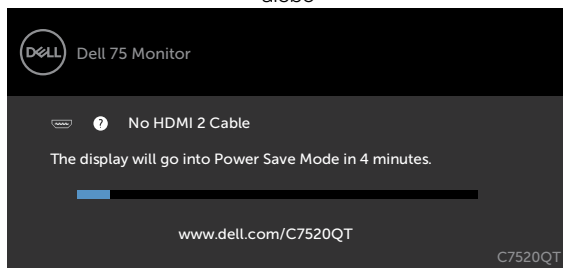 DELL
Dell 75 Monitor
? No HDMI 2 Cable
The display will go into Power Save Mode in 4 minutes.
www.dell.com/C7520QT
C7520QT